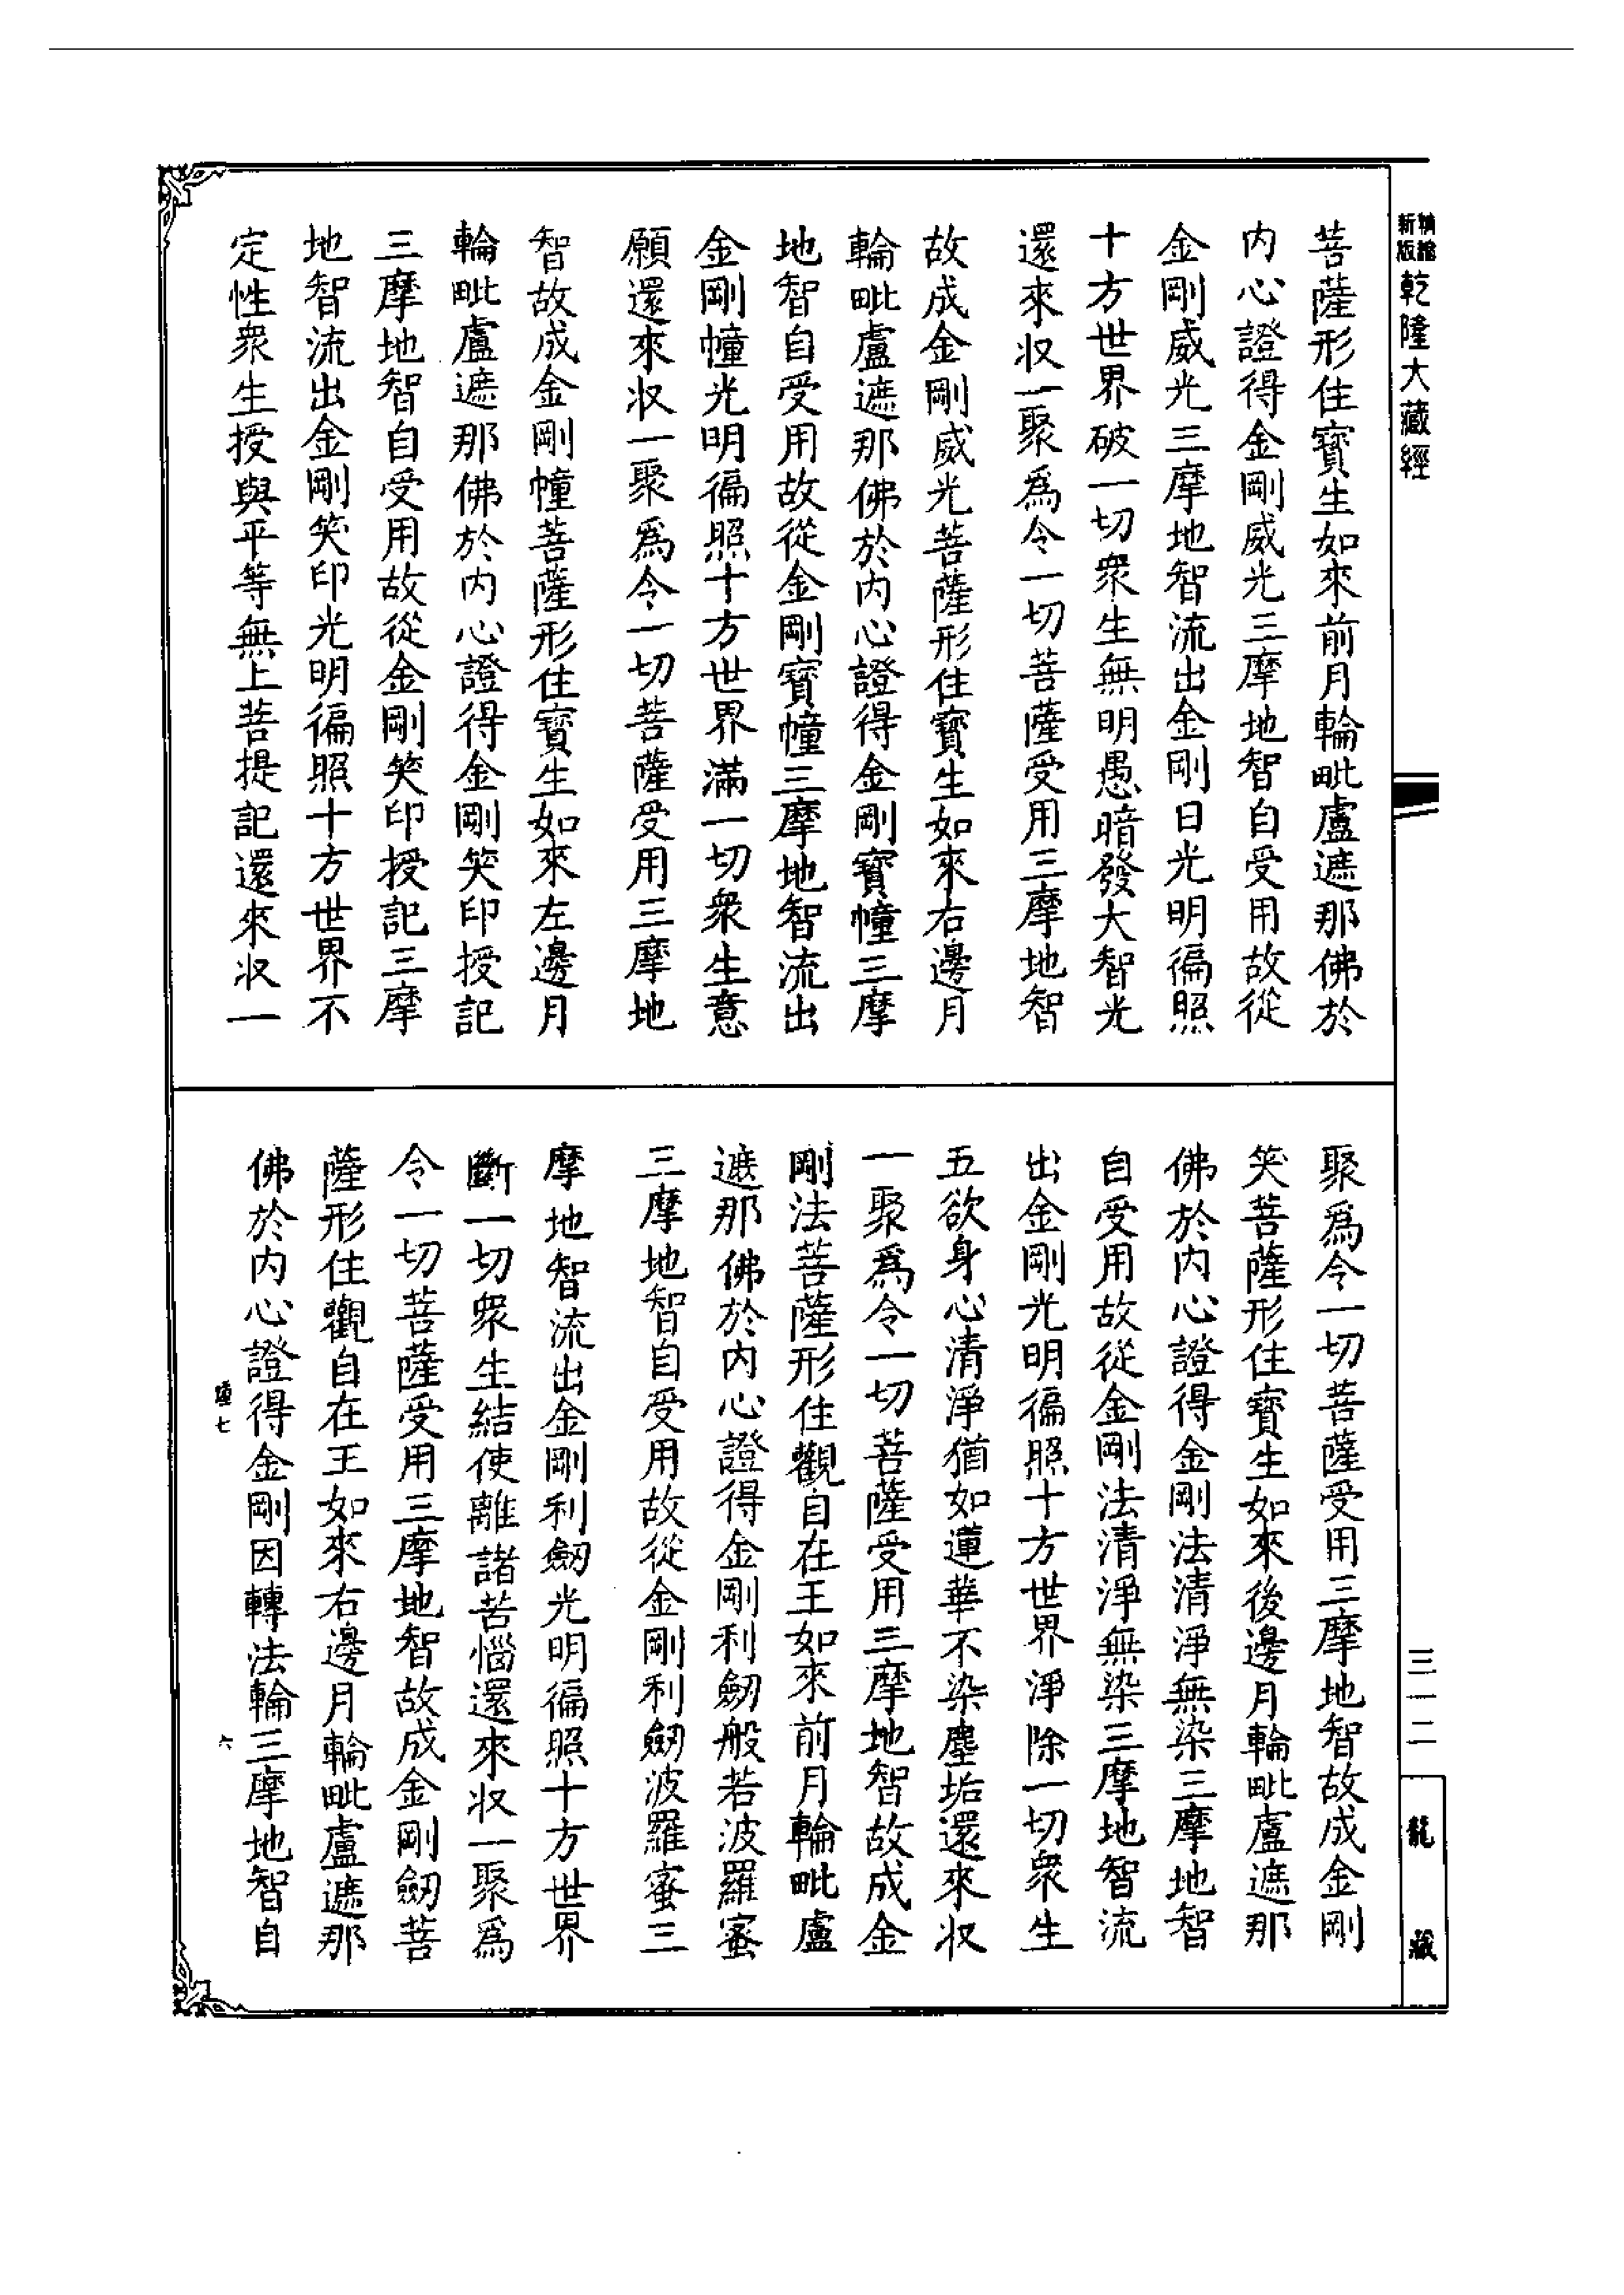 精縮新版乾隆大藏經
菩薩形住寶生如來前月輪毗盧遮那佛於
内心證得金剛威光三摩地智自受用故從
金剛威光三摩地智流出金剛日光明徧照
十方世界破一切衆生無明愚暗發大智光
還來収一聚爲令一切菩薩受用三摩地智
故成金剛威光菩薩形住寶生如來右邊月
輪毗盧遮那佛於内心證得金剛寶幢三摩
地智自受用故從金剛寶幢三摩地智流出
金剛幢光明徧照十方世界滿一切衆生意
願還來収一聚爲令一切菩薩受用三摩地
智故成金剛幢菩薩形住寶生如來左邊月
輪毗盧遮那佛於内心證得金剛笑印授記
三摩地智自受用故從金剛笑印授記三摩
地智流出金剛笑印光明徧照十方世界不
定性衆生授與平等無上菩提記還來収一
聚爲令一切菩薩受用三摩地智故成金剛
笑菩薩形住寶生如來後邊月輪毗盧遮那
佛於内心證得金剛法清淨無染三摩地智
自受用故從金剛法清淨無染三摩地智流
出金剛光明徧照十方世界淨除一切衆生
五欲身心清淨猶如蓮華不染塵垢還來収
一聚爲令一切菩薩受用三摩地智故成金
剛法菩薩形住觀自在王如來前月輪毗盧
遮那佛於内心證得金剛利劒般若波羅蜜
三摩地智自受用故從金剛利劒波羅蜜三
摩地智流出金剛利劒光明徧照十方世界
斷一切衆生結使離諸苦惱還來収一聚爲
令一切菩薩受用三摩地智故成金剛劒菩
薩形住觀自在王如來右邊月輪毗盧遮那
佛於内心證得金剛因轉法輪三摩地智自
七
六
三一二
龍藏